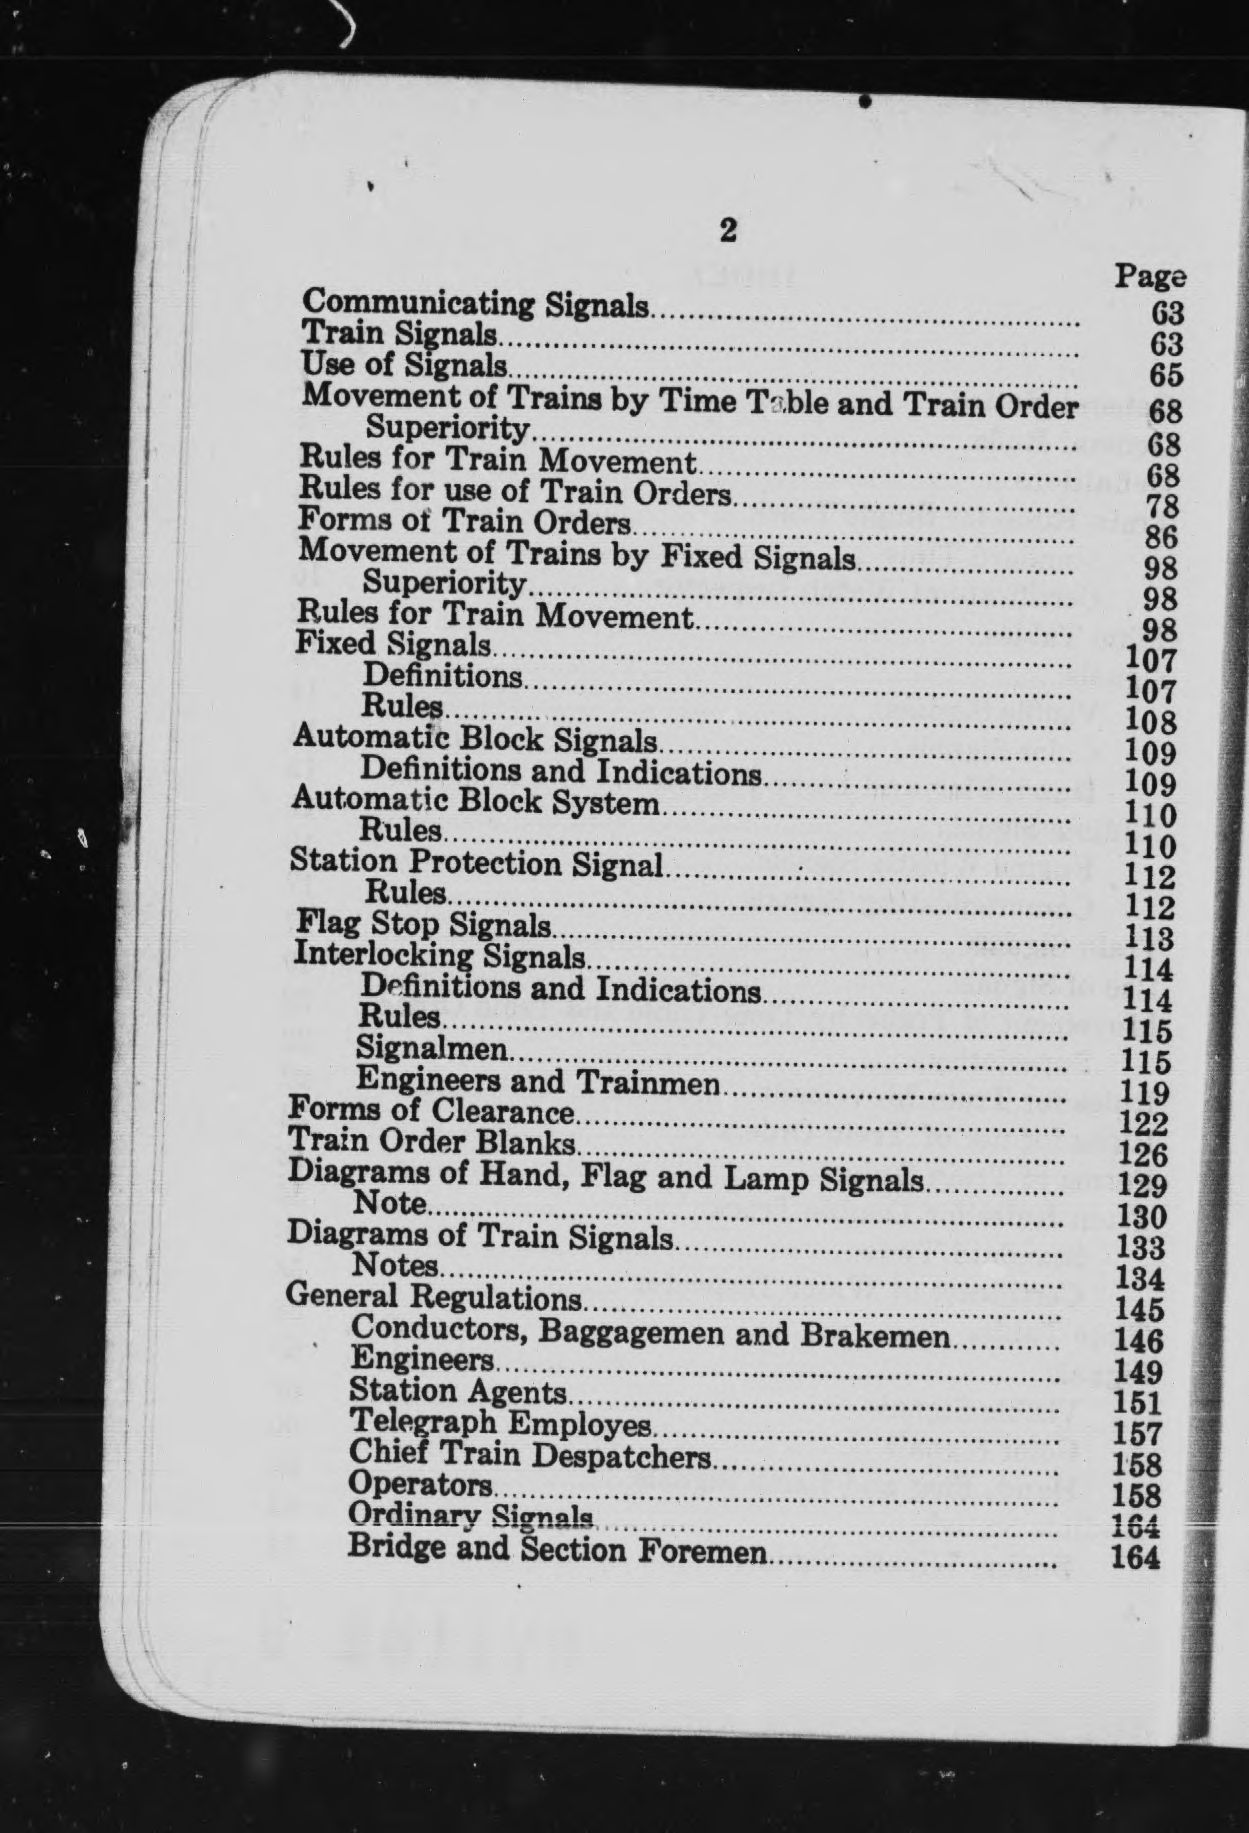 2
Page
Communicating Signals........ 63
Train Signals........ 63
Use of Signals........ 65
Movement of Trains by Time Table and Train Order 68
Superiority........ 68
Rules for Train Movement........ 68
Rules for use of Train Orders........ 78
Forms of Train Orders........ 86
Movement of Trains by Fixed Signals........ 98
Superiority........ 98
Rules for Train Movement........ 98
Fixed Signals........ 107
Definitions........ 107
Rules........ 108
Automatic Block Signals........ 109
Definitions and Indications........ 109
Automatic Block System........ 110
Rules........ 110
Station Protection Signal........ 112
Rules........ 112
Flag Stop Signals........ 113
Interlocking Signals........ 114
Definitions and Indications........ 114
Rules........ 115
Signalmen........ 115
Engineers and Trainmen........ 119
Forms of Clearance........ 122
Train Order Blanks........ 126
Diagrams of Hand, Flag and Lamp Signals........ 129
Note........ 130
Diagrams of Train Signals........ 133
Notes........ 134
General Regulations........ 145
Conductors, Baggagemen and Brakemen........ 146
Engineers........ 149
Station Agents........ 151
Telegraph Employes........ 157
Chief Train Despatchers........ 158
Operators........ 158
Ordinary Signals........ 164
Bridge and Section Foremen........ 164